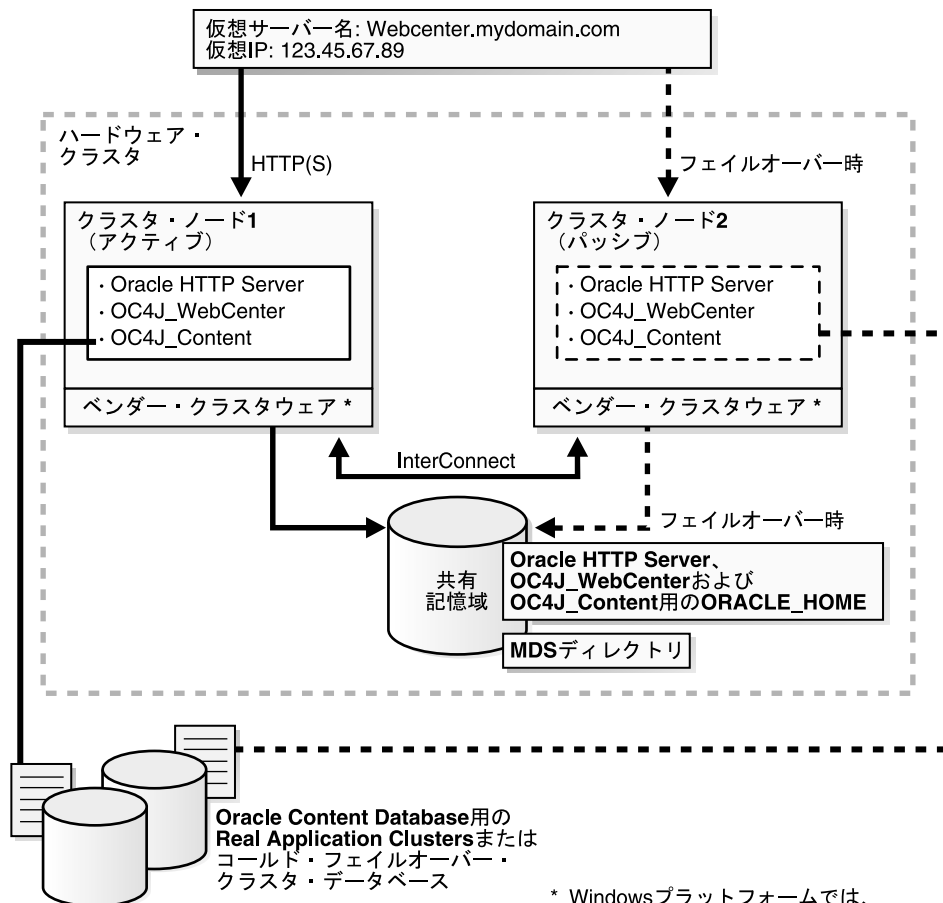 仮想サーバー名: Webcenter.mydomain.com
仮想IP: 123.45.67.89
ハードウェア・
クラスタ
HTTP(S)
フェイルオーバー時
クラスタ・ノード1
（アクティブ）
・Oracle HTTP Server
・OC4J_WebCenter
・OC4J_Content
ベンダー・クラスタウェア *
クラスタ・ノード2
（パッシブ）
・Oracle HTTP Server
・OC4J_WebCenter
・OC4J_Content
ベンダー・クラスタウェア *
InterConnect
フェイルオーバー時
共有
記憶域
Oracle HTTP Server、
OC4J_WebCenterおよび
OC4J_Content用のORACLE_HOME
MDSディレクトリ
Oracle Content Database用の
Real Application Clustersまたは
コールド・フェイルオーバー・
クラスタ・データベース
* Windowsプラットフォームでは、